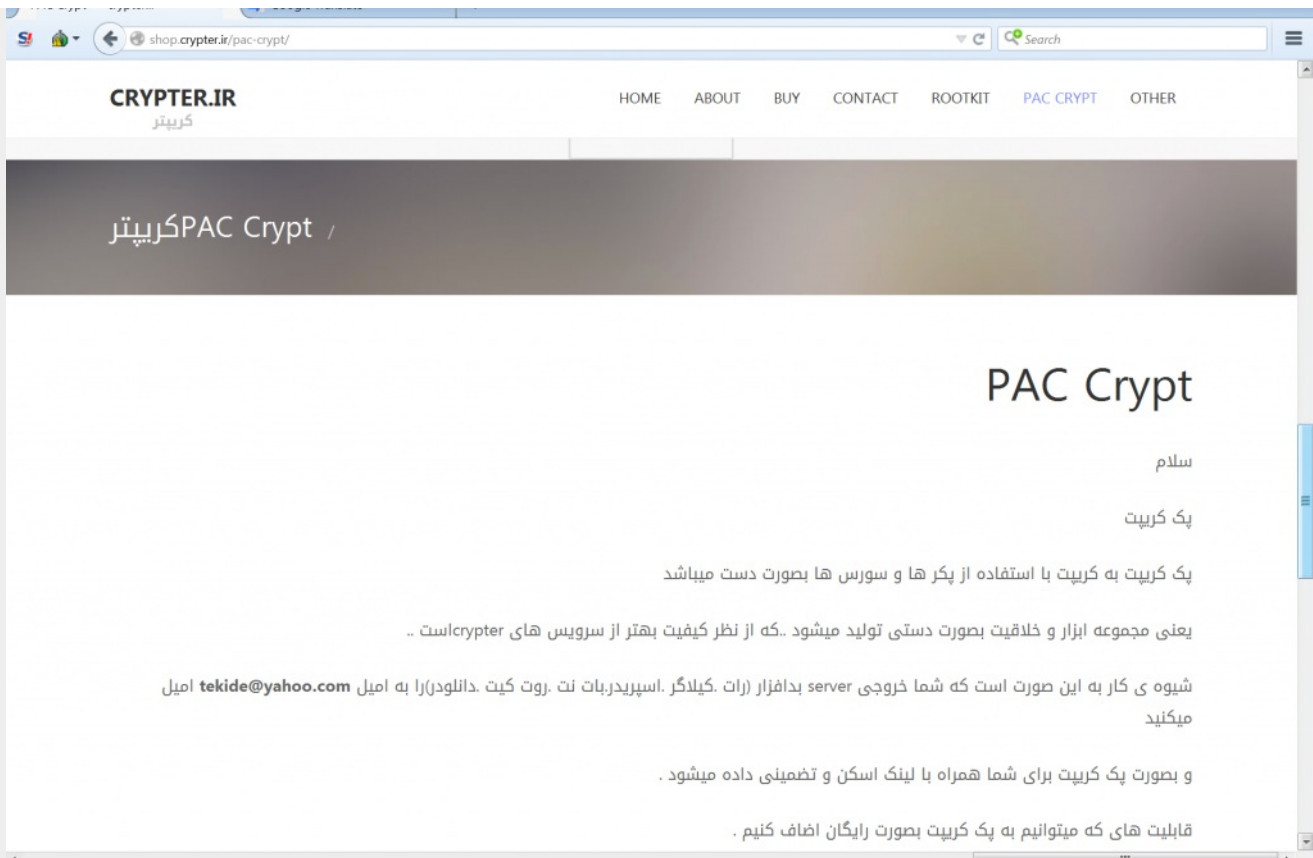 shop.crypter.ir/pac-crypt/
Search
CRYPTER.IR
کریپتر
HOME ABOUT BUY CONTACT ROOTKIT PAC CRYPT OTHER
PAC Cryptکریپتر /
PAC Crypt
سلام
پک کریپت
پک کریپت به کریپت با استفاده از پکر ها و سورس ها بصورت دست میباشد
یعنی مجموعه ابزار و خلاقیت بصورت دستی تولید میشود ..که از نظر کیفیت بهتر از سرویس های crypterاست ..
شیوه ی کار به این صورت است که شما خروجی server بدافزار (رات .کیلاگر .اسپریدر.بات نت .روت کیت .دانلودر)را به امیل tekide@yahoo.com امیل
میکنید
و بصورت پک کریپت برای شما همراه با لینک اسکن و تضمینی داده میشود .
قابلیت های که میتوانیم به پک کریپت بصورت رایگان اضاف کنیم .